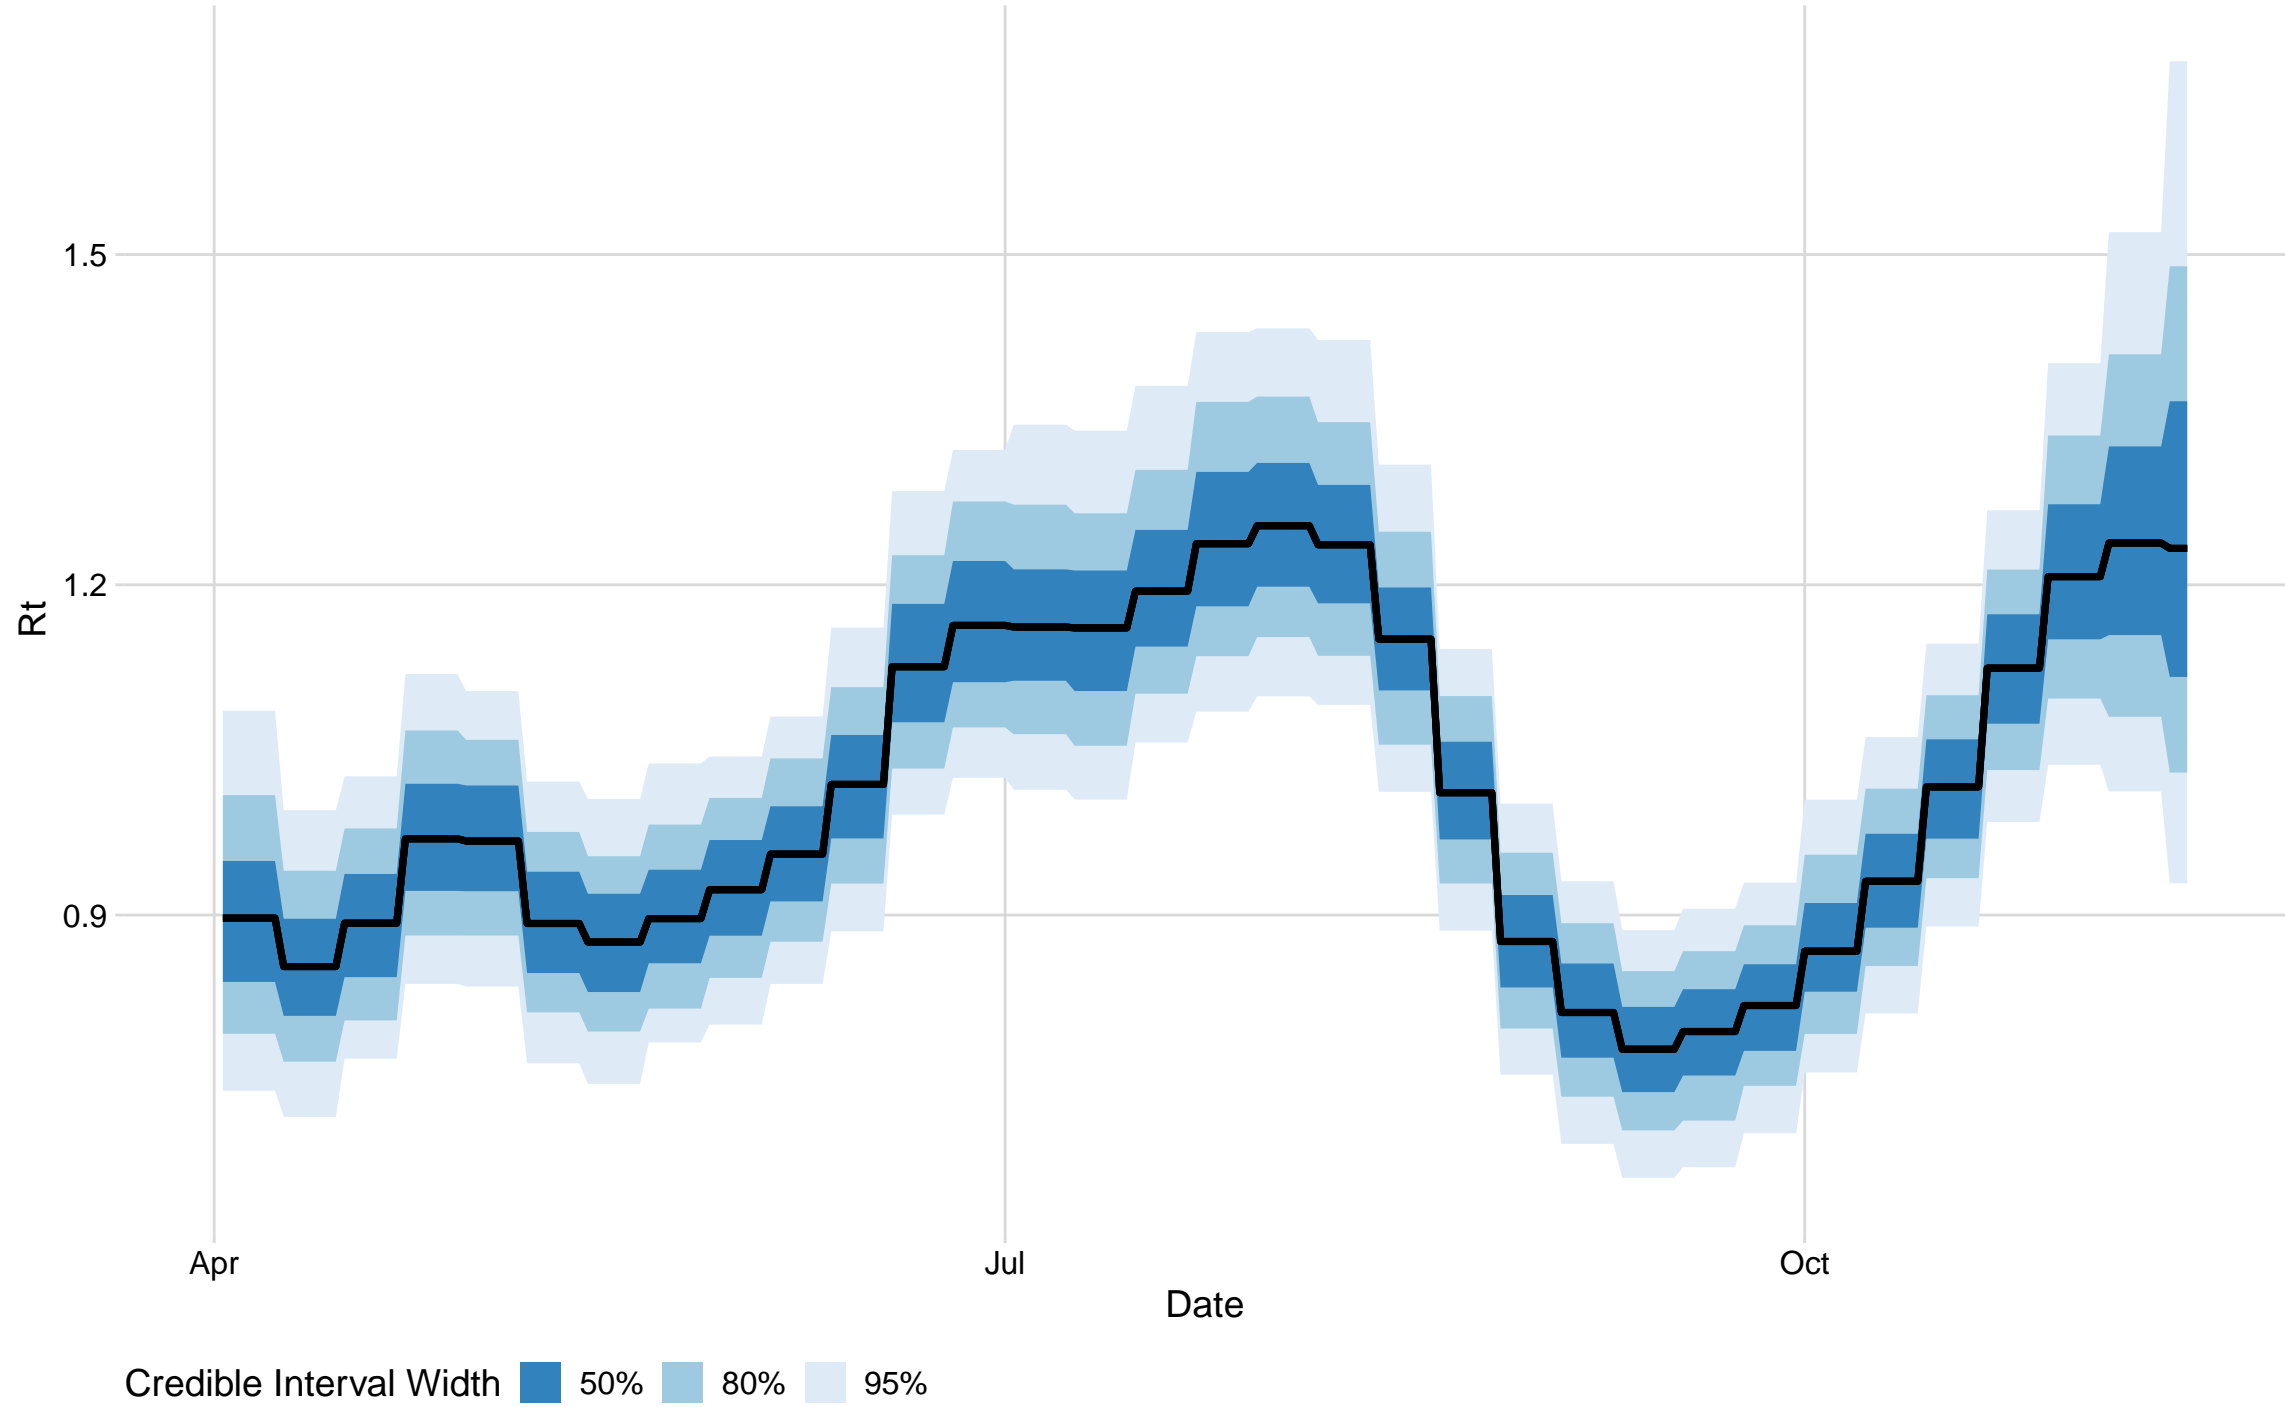 1.5
1.2
0.9
Rt
Apr Jul Oct
Date
Credible Interval Width 50% 80% 95%